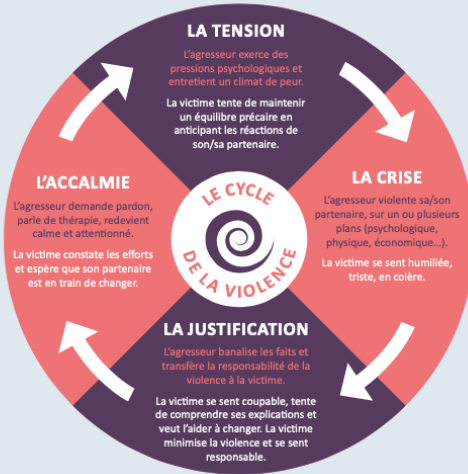 LA TENSION
L'agresseur exerce des
pressions psychologiques et
entretient un climat de peur.
La victime tente de maintenir
un équilibre précaire en
anticipant les réactions de
son/sa partenaire.
LA CRISE
L'agresseur violente sa/son
partenaire, sur un ou plusieurs
plans (psychologique,
physique, économique...).
La victime se sent humiliée,
triste, en colère.
LA JUSTIFICATION
L'agresseur banalise les faits et
transfère la responsabilité de la
violence à la victime.
La victime se sent coupable, tente
de comprendre ses explications et
veut l'aider à changer. La victime
minimise la violence et se sent
responsable.
L'ACCALMIE
L'agresseur demande pardon,
parle de thérapie, redevient
calme et attentionné.
La victime constate les efforts
et espère que son partenaire
est en train de changer.
LE CYCLE
DE LA VIOLENCE